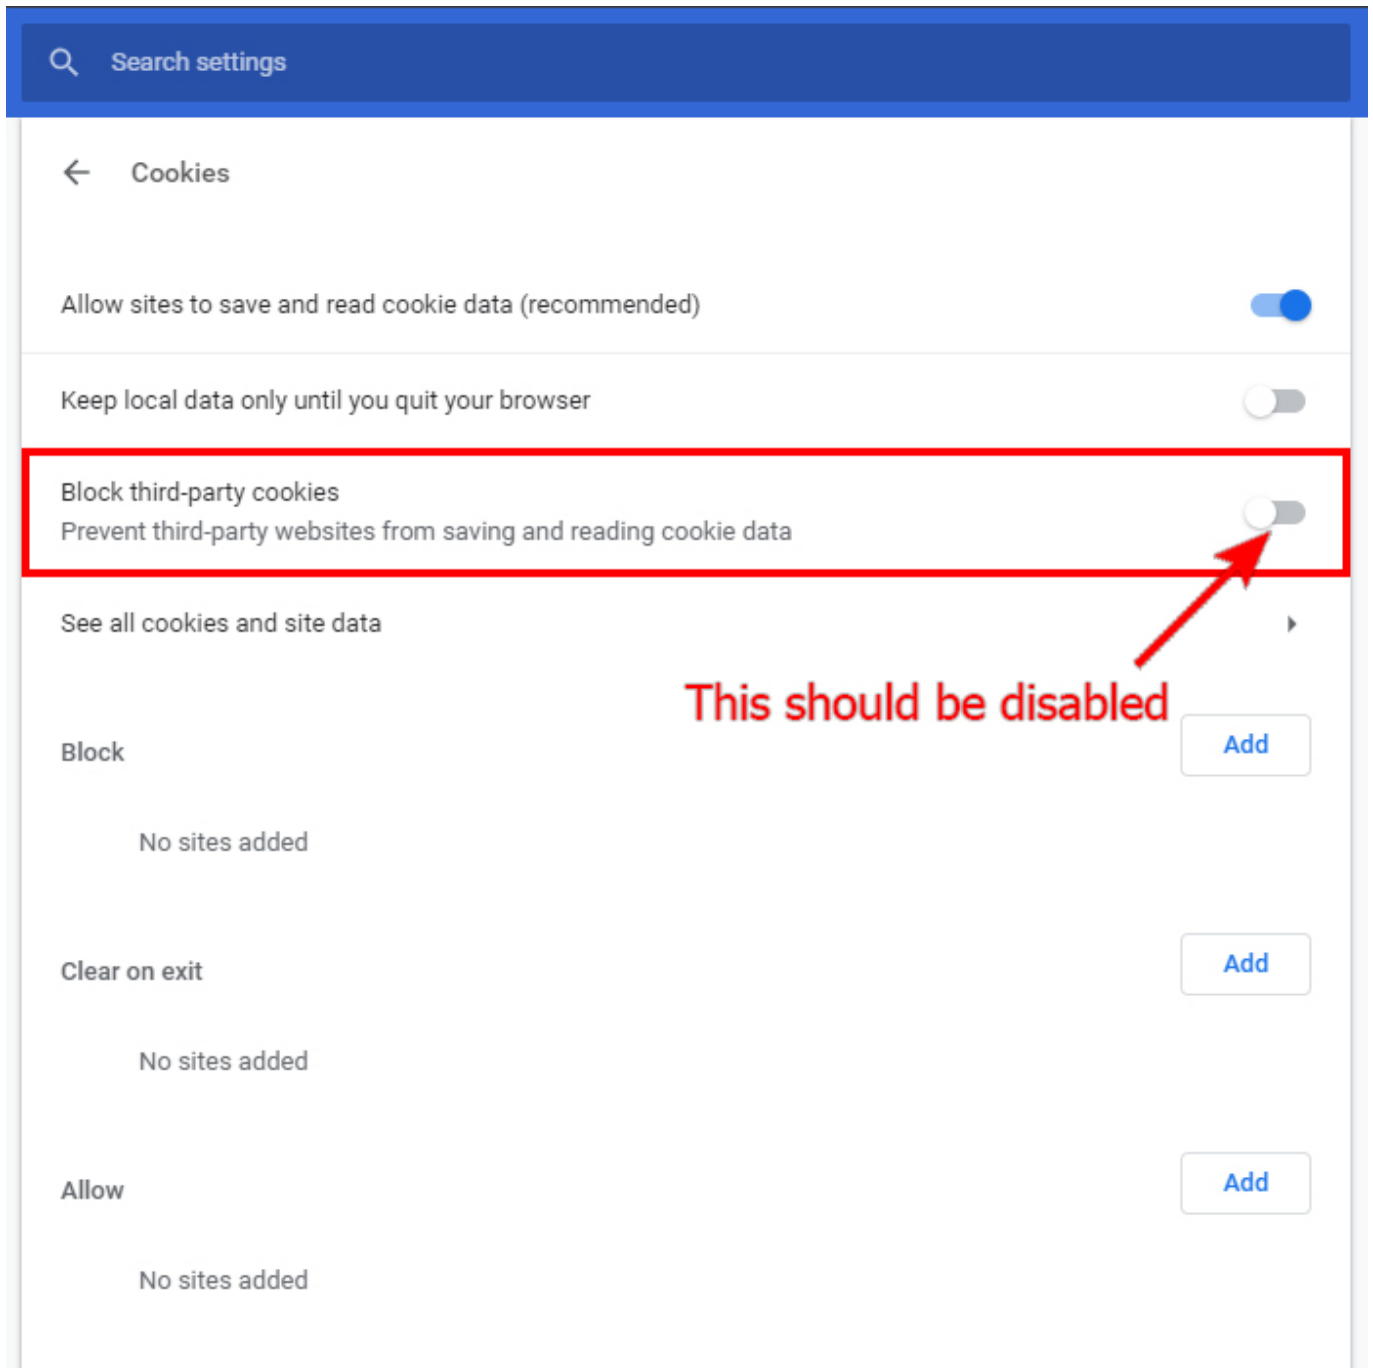 Search settings
Cookies
Allow sites to save and read cookie data (recommended)
Keep local data only until you quit your browser
Block third-party cookies
Prevent third-party websites from saving and reading cookie data
See all cookies and site data
This should be disabled
Block
Add
No sites added
Clear on exit
Add
No sites added
Allow
Add
No sites added